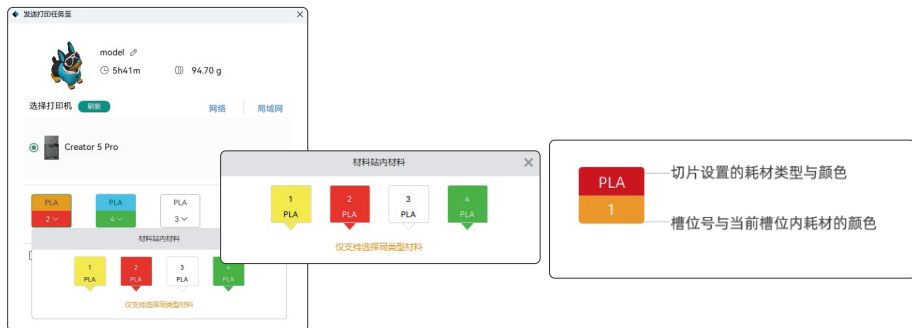 发送打印任务至
model
5h41m
94.70 g
选择打印机
刷新
网络
局域网
Creator 5 Pro
PLA
2
PLA
4
PLA
3
材料站内材料
1
PLA
2
PLA
3
PLA
4
PLA
仅支持选择同类型材料
材料站内材料
1
PLA
2
PLA
3
PLA
4
PLA
仅支持选择同类型材料
PLA
1
切片设置的耗材类型与颜色
槽位号与当前槽位内耗材的颜色